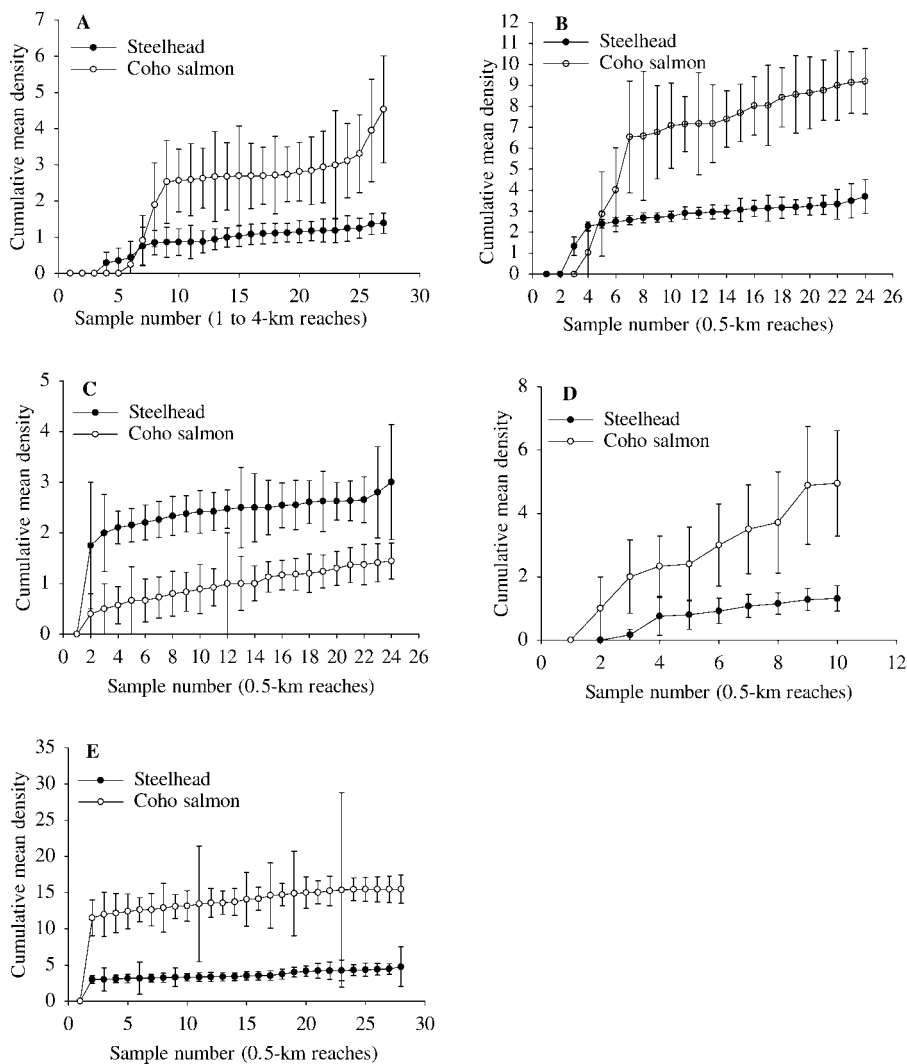 A
Steelhead
Coho salmon
Cumulative mean density
7
6
5
4
3
2
1
0
0 5 10 15 20 25 30
Sample number (1 to 4-km reaches)
B
Steelhead
Coho salmon
Cumulative mean density
12
11
10
9
8
7
6
5
4
3
2
1
0
0 2 4 6 8 10 12 14 16 18 20 22 24 26
Sample number (0.5-km reaches)
C
Steelhead
Coho salmon
Cumulative mean density
5
4
3
2
1
0
0 2 4 6 8 10 12 14 16 18 20 22 24 26
Sample number (0.5-km reaches)
D
Steelhead
Coho salmon
Cumulative mean density
8
6
4
2
0
0 2 4 6 8 10 12
Sample number (0.5-km reaches)
E
Steelhead
Coho salmon
Cumulative mean density
35
30
25
20
15
10
5
0
0 5 10 15 20 25 30
Sample number (0.5-km reaches)